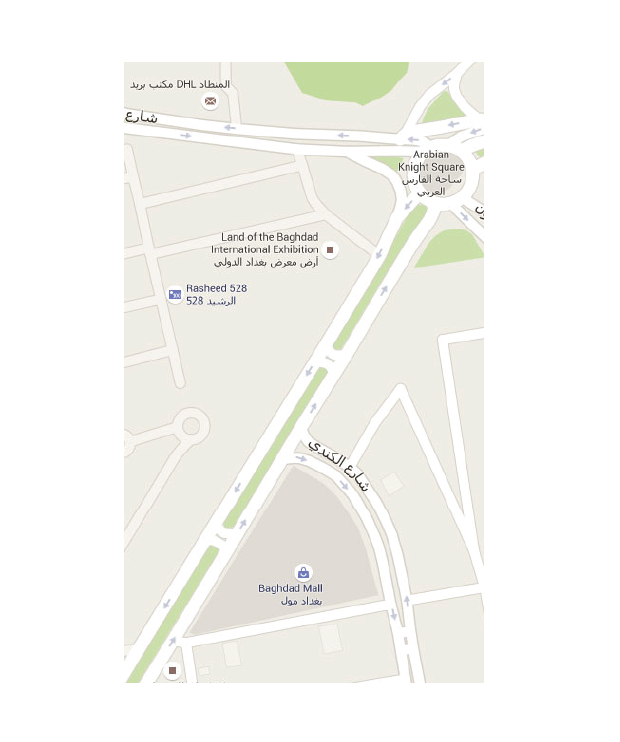 المنطاد DHL مكتب بريد
شارع
Arabian
Knight Square
ساحة الفارس
العربي
Land of the Baghdad
International Exhibition
أرض معرض بغداد الدولي
Rasheed 528
الرشيد 528
شارع الكندي
Baghdad Mall
بغداد مول